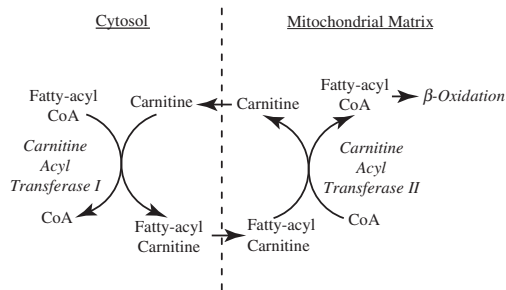 Cytosol
Mitochondrial Matrix
Fatty-acyl
CoA
Carnitine
Carnitine
Fatty-acyl
CoA
β-Oxidation
Carnitine
Acyl
Transferase I
Carnitine
Acyl
Transferase II
CoA
Fatty-acyl
Carnitine
Fatty-acyl
Carnitine
CoA